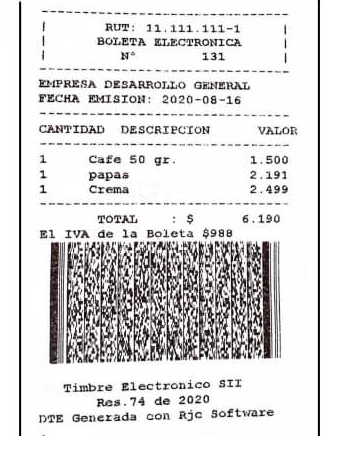 RUT: 11.111.111-1
BOLETA ELECTRONICA
N° 131
EMPRESA DESARROLLO GENERAL
FECHA EMISION: 2020-08-16
CANTIDAD DESCRIPCION VALOR
1 Cafe 50 gr. 1.500
1 papas 2.191
1 Crema 2.499
TOTAL : $ 6.190
El IVA de la Boleta $988
Timbre Electronico SII
Res.74 de 2020
DTE Generada con Rjc Software